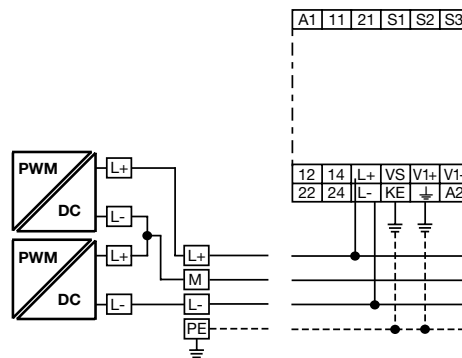 A1 11 21 S1 S2 S3
12 14 L+ VS V1+ V1-
22 24 L- KE ⏚ A2
PWM L+
DC L-
PWM L+
DC L-
L+
M
L-
PE